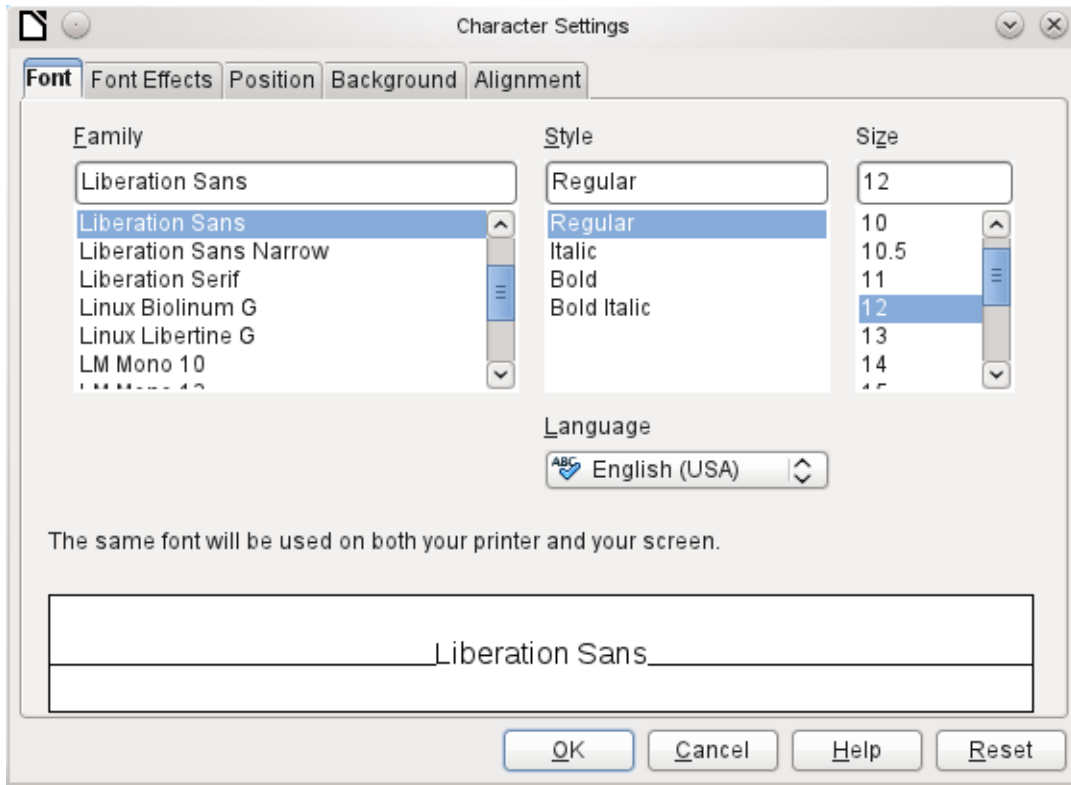 Character Settings
Font Font Effects Position Background Alignment
Family Style Size
Liberation Sans Regular 12
Liberation Sans Regular 10
Liberation Sans Narrow Italic 10.5
Liberation Serif Bold 11
Linux Biolinum G Bold Italic 12
Linux Libertine G 13
LM Mono 10 14
Language
ABC English (USA)
The same font will be used on both your printer and your screen.
Liberation Sans
OK Cancel Help Reset